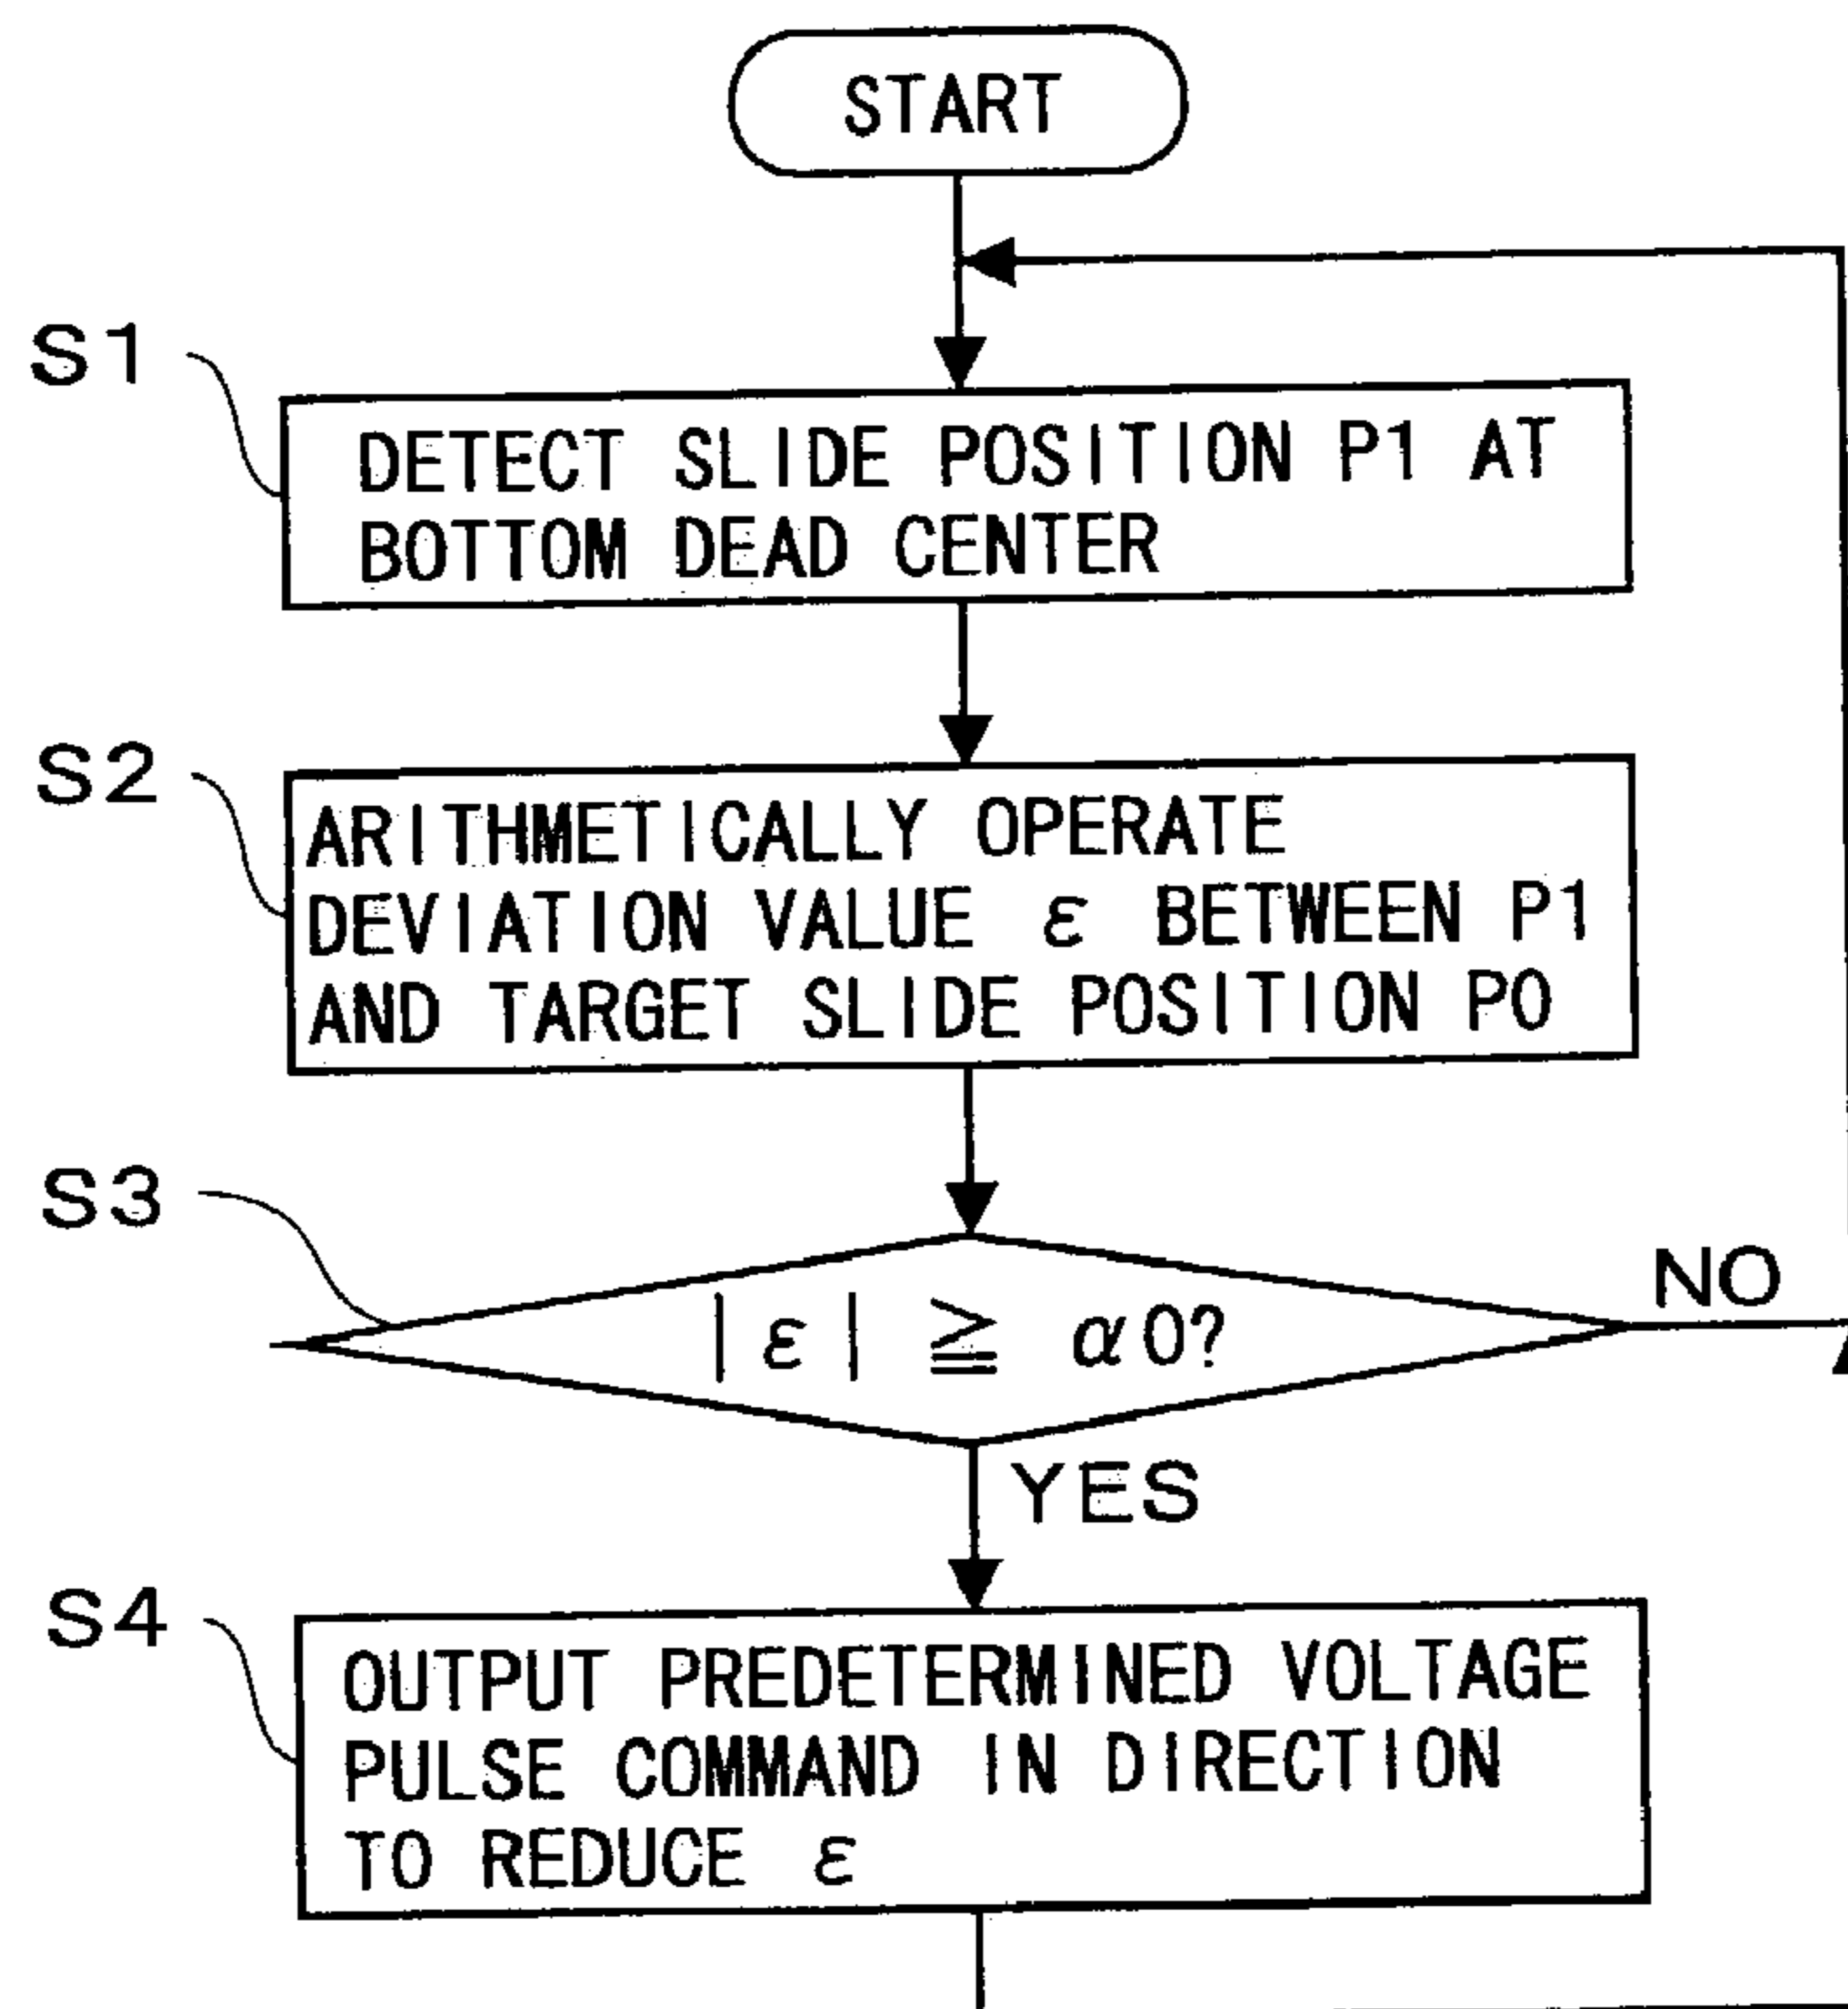 START
S1
DETECT SLIDE POSITION P1 AT
BOTTOM DEAD CENTER
S2
ARITHMETICALLY OPERATE
DEVIATION VALUE ε BETWEEN P1
AND TARGET SLIDE POSITION P0
S3
|ε| ≧ α0?
NO
YES
S4
OUTPUT PREDETERMINED VOLTAGE
PULSE COMMAND IN DIRECTION
TO REDUCE ε